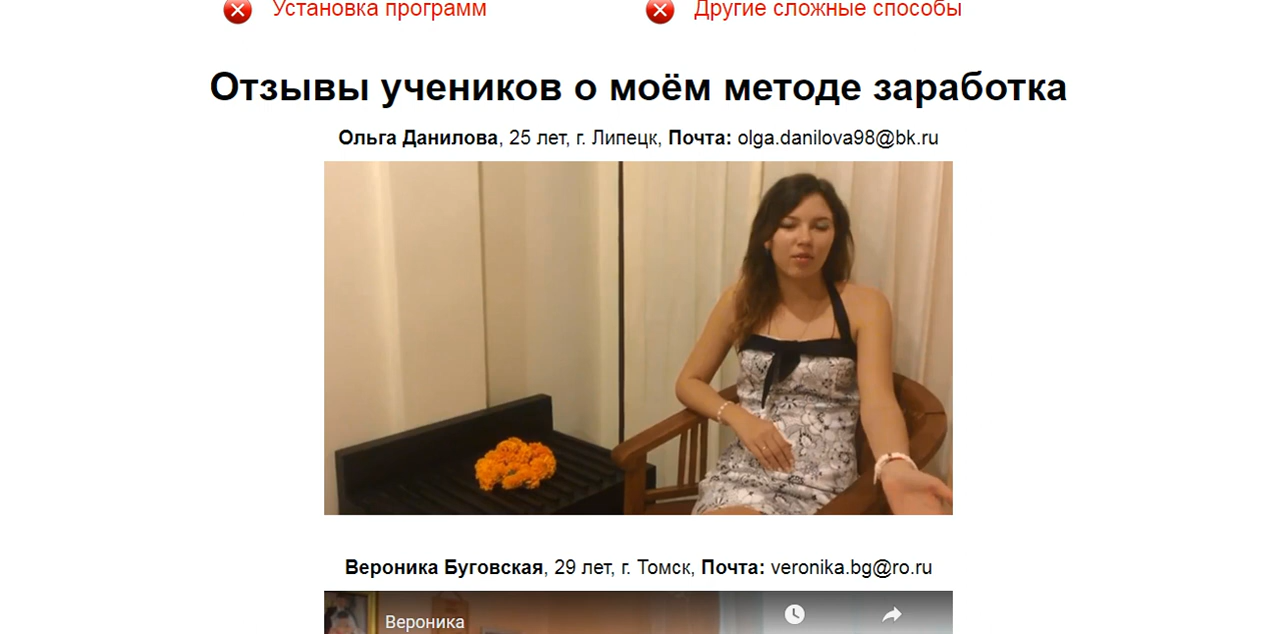 Установка программ
Другие сложные способы
Отзывы учеников о моём методе заработка
Ольга Данилова, 25 лет, г. Липецк, Почта: olga.danilova98@bk.ru
Вероника Буговская, 29 лет, г. Томск, Почта: veronika.bg@ro.ru
Вероника